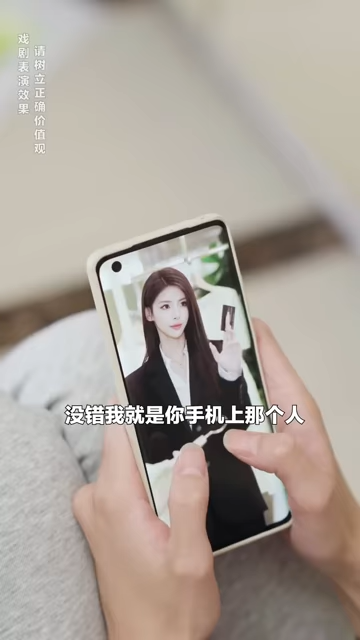 请树立正确价值观
戏剧表演效果
没错我就是你手机上那个人